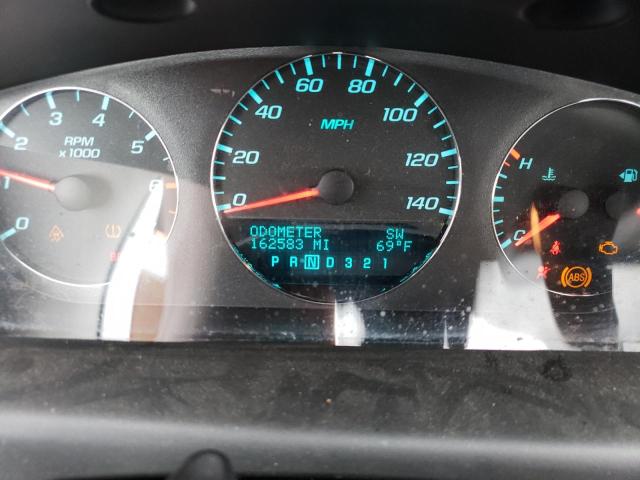 60 80
4
3
40 100
5
RPM
x1000
MPH
2
H
20 120
6
1
0 140
ODOMETER SW
162583 MI 69°F
0
C
P R N D 3 2 1
ABS